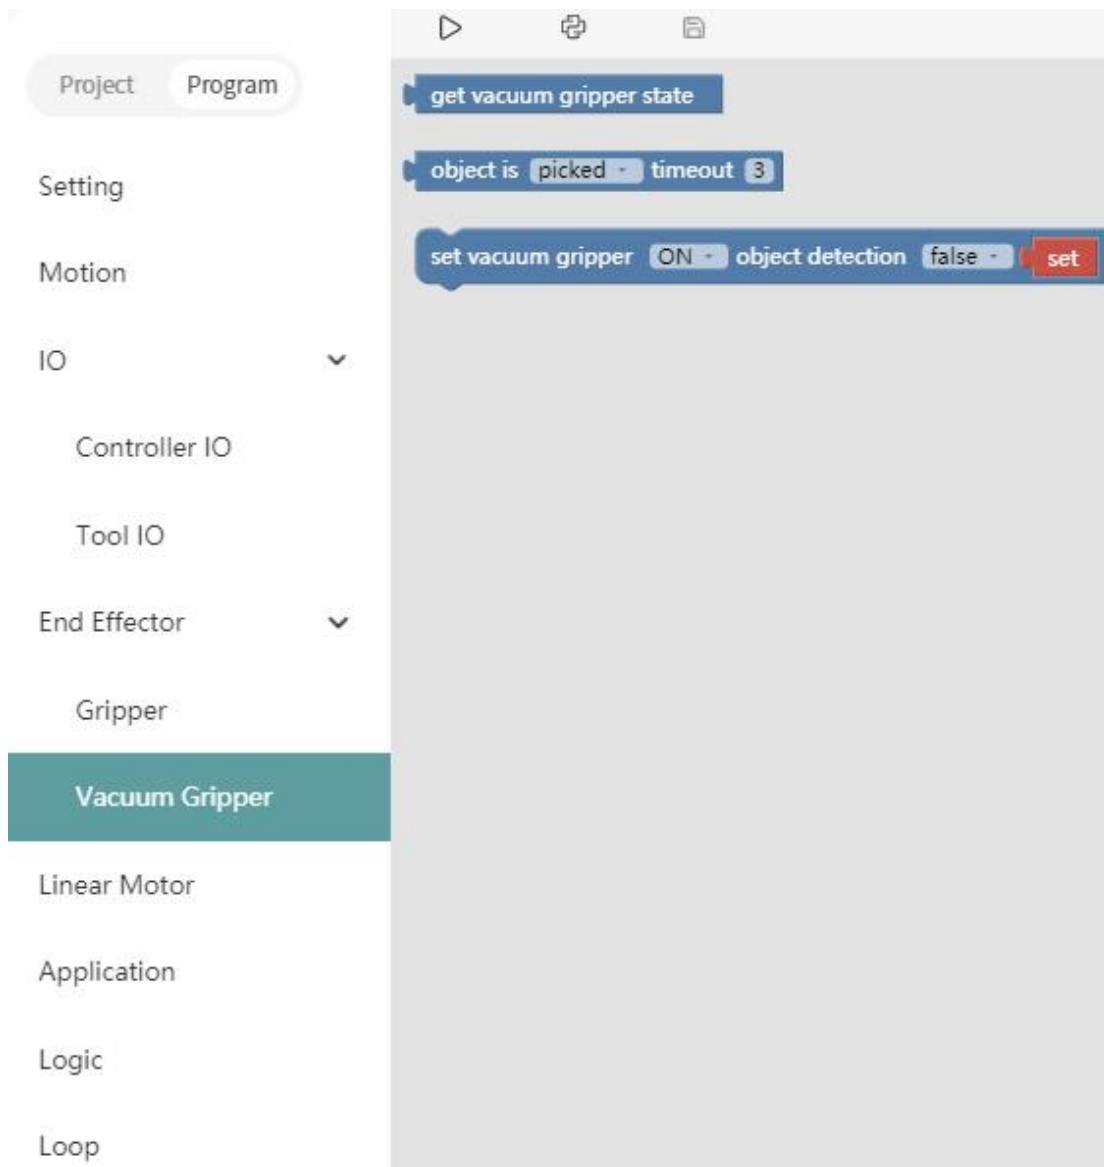 Project Program
Setting
Motion
IO
Controller IO
Tool IO
End Effector
Gripper
Vacuum Gripper
Linear Motor
Application
Logic
Loop
get vacuum gripper state
object is picked timeout 3
set vacuum gripper ON object detection false set